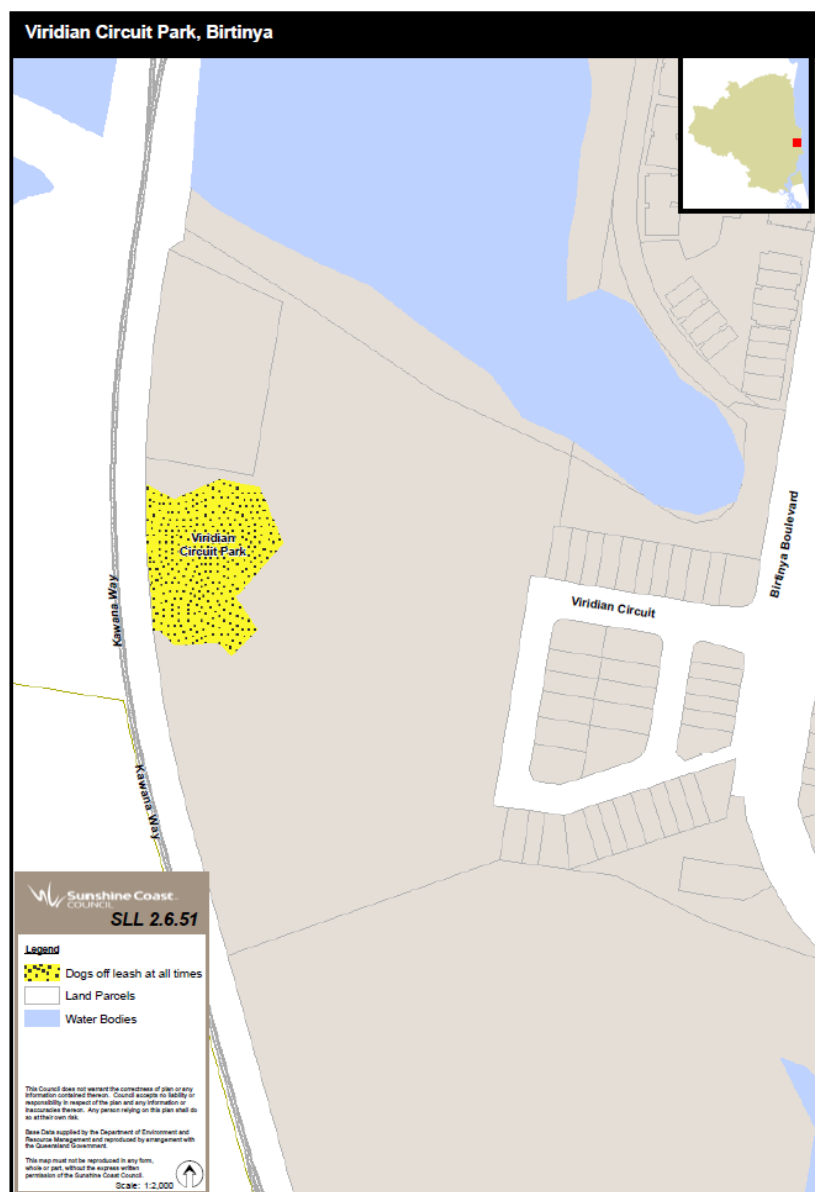 Viridian Circuit Park, Birtinya
Viridian
Circuit Park
Kawana Way
Kawana Way
Viridian Circuit
Birtinya Boulevard
Sunshine Coast
COUNCIL
SLL 2.6.51
Legend
Dogs off leash at all times
Land Parcels
Water Bodies
This Council does not warrant the correctness of plan or any
information contained thereon. Council accepts no liability or
responsibility in respect of the plan and any information or
inaccuracies thereon. Any person relying on this plan shall do
so at their own risk.
Base Data supplied by the Department of Environment and
Resource Management and reproduced by arrangement with
the Queensland Government.
This map must not be reproduced in any form,
whole or part, without the express written
permission of the Sunshine Coast Council.
Scale: 1:2,000